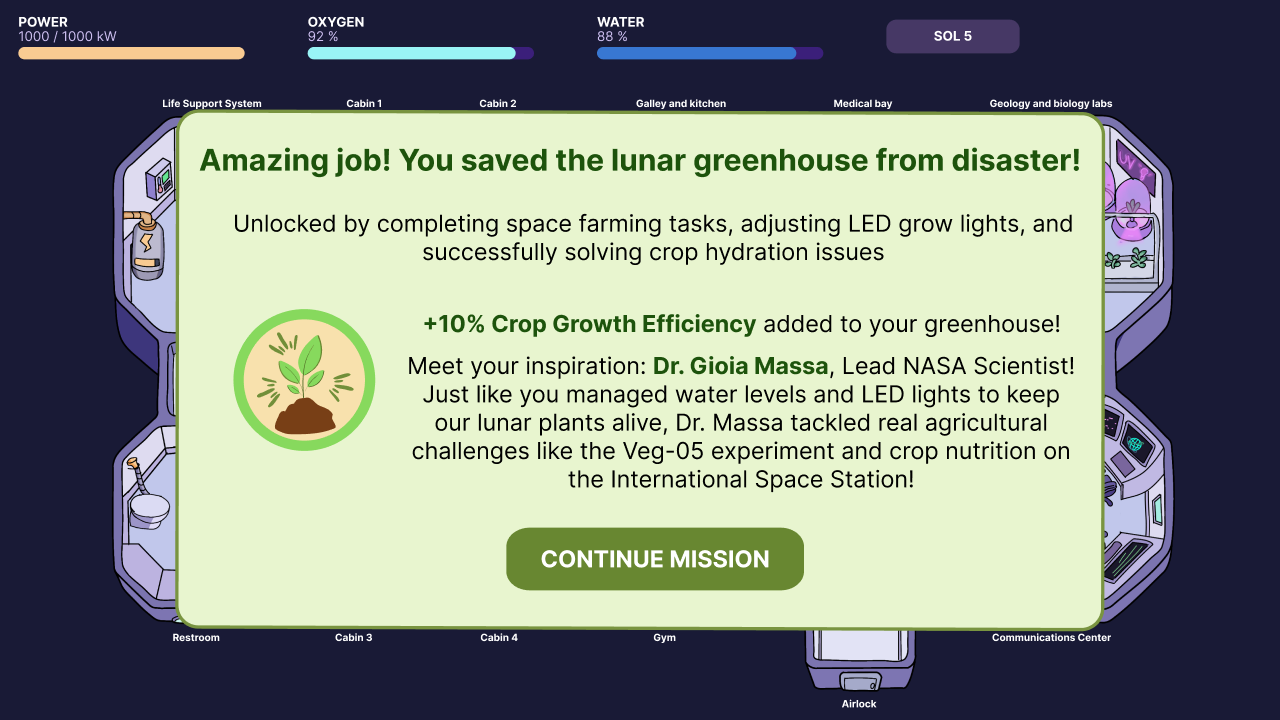 POWER
1000 / 1000 kW
OXYGEN
92 %
WATER
88 %
SOL 5
Life Support System
Cabin 1
Cabin 2
Galley and kitchen
Medical bay
Geology and biology labs
Amazing job! You saved the lunar greenhouse from disaster!
Unlocked by completing space farming tasks, adjusting LED grow lights, and
successfully solving crop hydration issues
+10% Crop Growth Efficiency added to your greenhouse!
Meet your inspiration: Dr. Gioia Massa, Lead NASA Scientist!
Just like you managed water levels and LED lights to keep
our lunar plants alive, Dr. Massa tackled real agricultural
challenges like the Veg-05 experiment and crop nutrition on
the International Space Station!
CONTINUE MISSION
UV
Restroom
Cabin 3
Cabin 4
Gym
Communications Center
Airlock